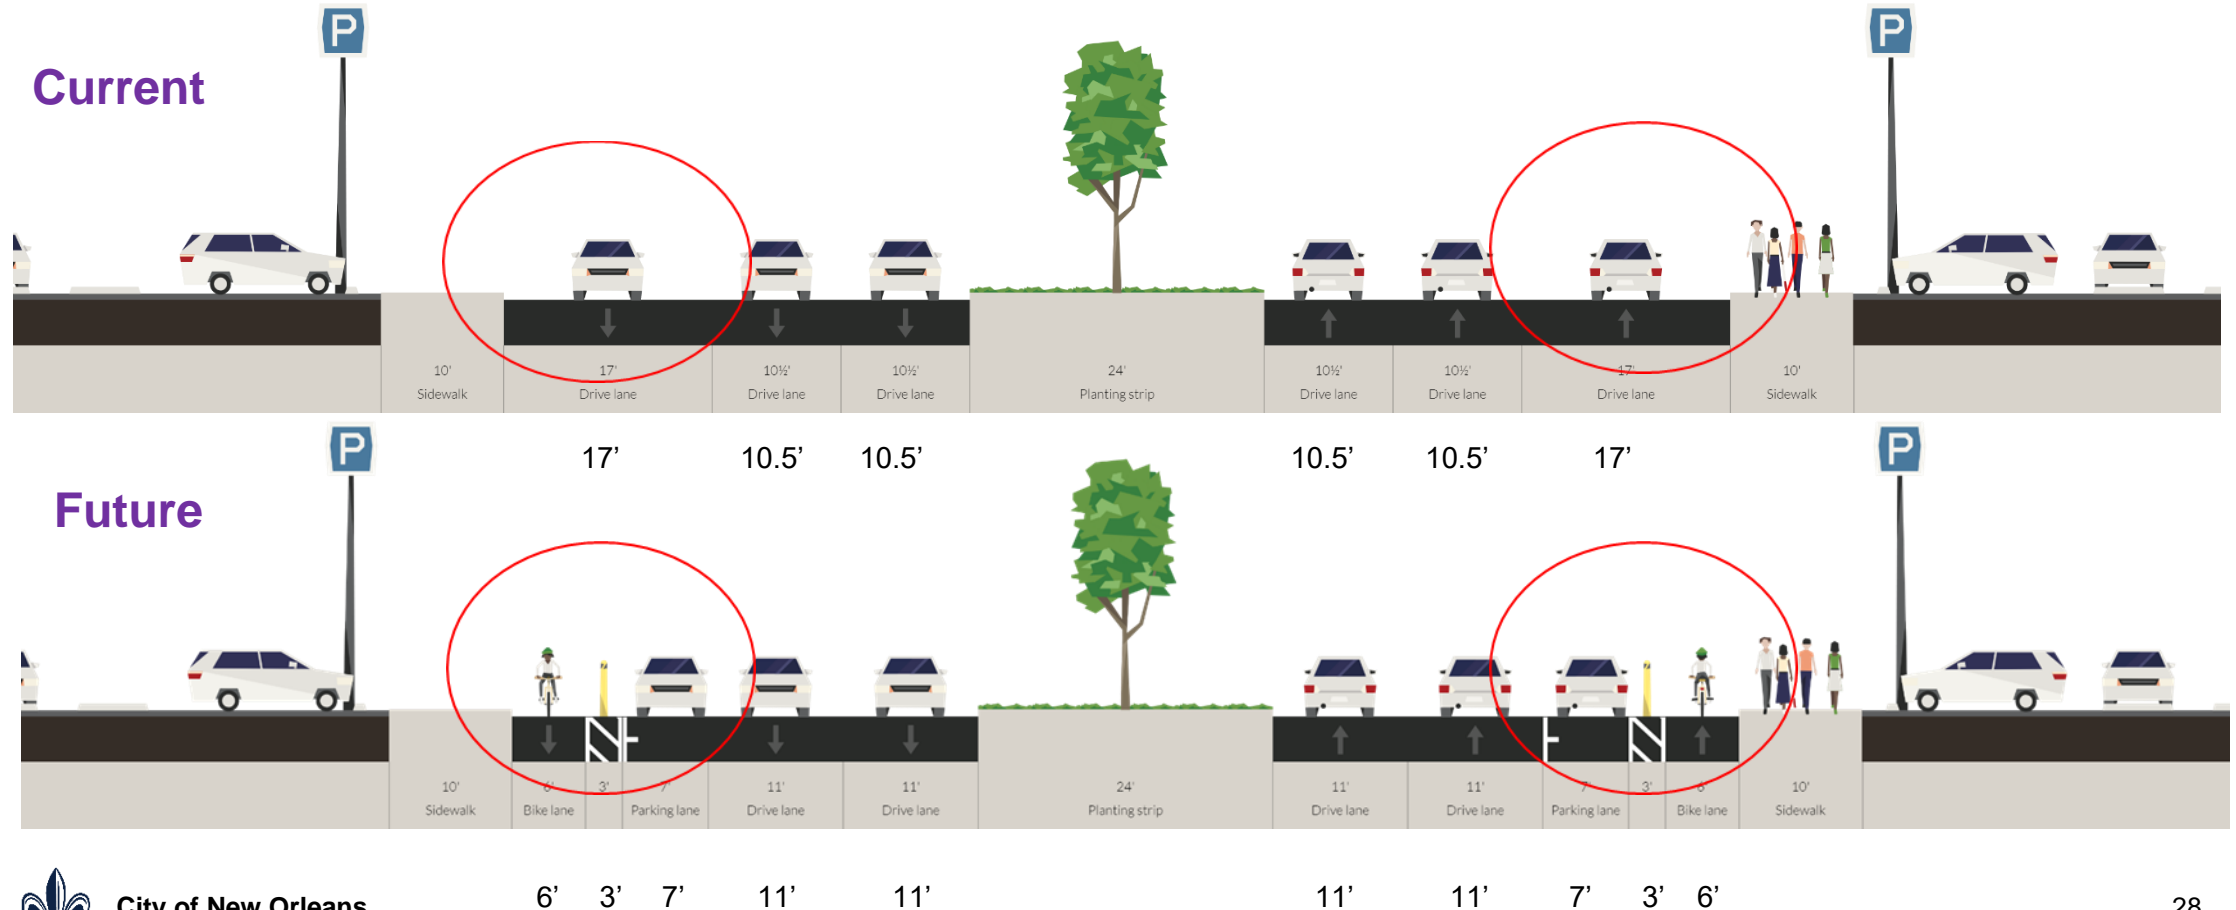 P
P
Current
10' 17' 10½' 10½' 24' 10½' 10½' 17' 10'
Sidewalk Drive lane Drive lane Drive lane Planting strip Drive lane Drive lane Drive lane Sidewalk
17’ 10.5’ 10.5’ 10.5’ 10.5’ 17’
P
P
Future
10' 6' 3' 7' 11' 11' 24' 11' 11' 7' 3' 6' 10'
Sidewalk Bike lane Parking lane Drive lane Drive lane Planting strip Drive lane Drive lane Parking lane Bike lane Sidewalk
6’ 3’ 7’ 11’ 11’ 11’ 11’ 7’ 3’ 6’
City of New Orleans
28